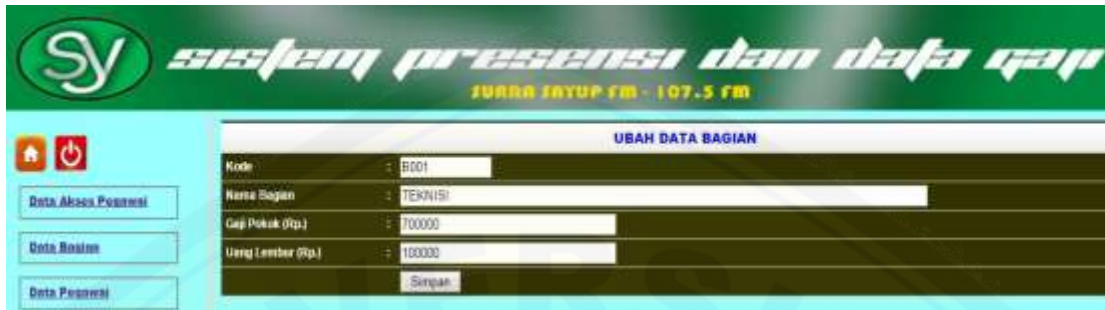 SY
sistem presensi dan data gaji
SUARA SAYUP FM - 107.5 FM
UBAH DATA BAGIAN
Kode : B001
Nama Bagian : TEKNISI
Gaji Pokok (Rp.) : 700000
Uang Lembur (Rp.) : 100000
Simpan
Data Akses Pegawai
Data Bagian
Data Pegawai